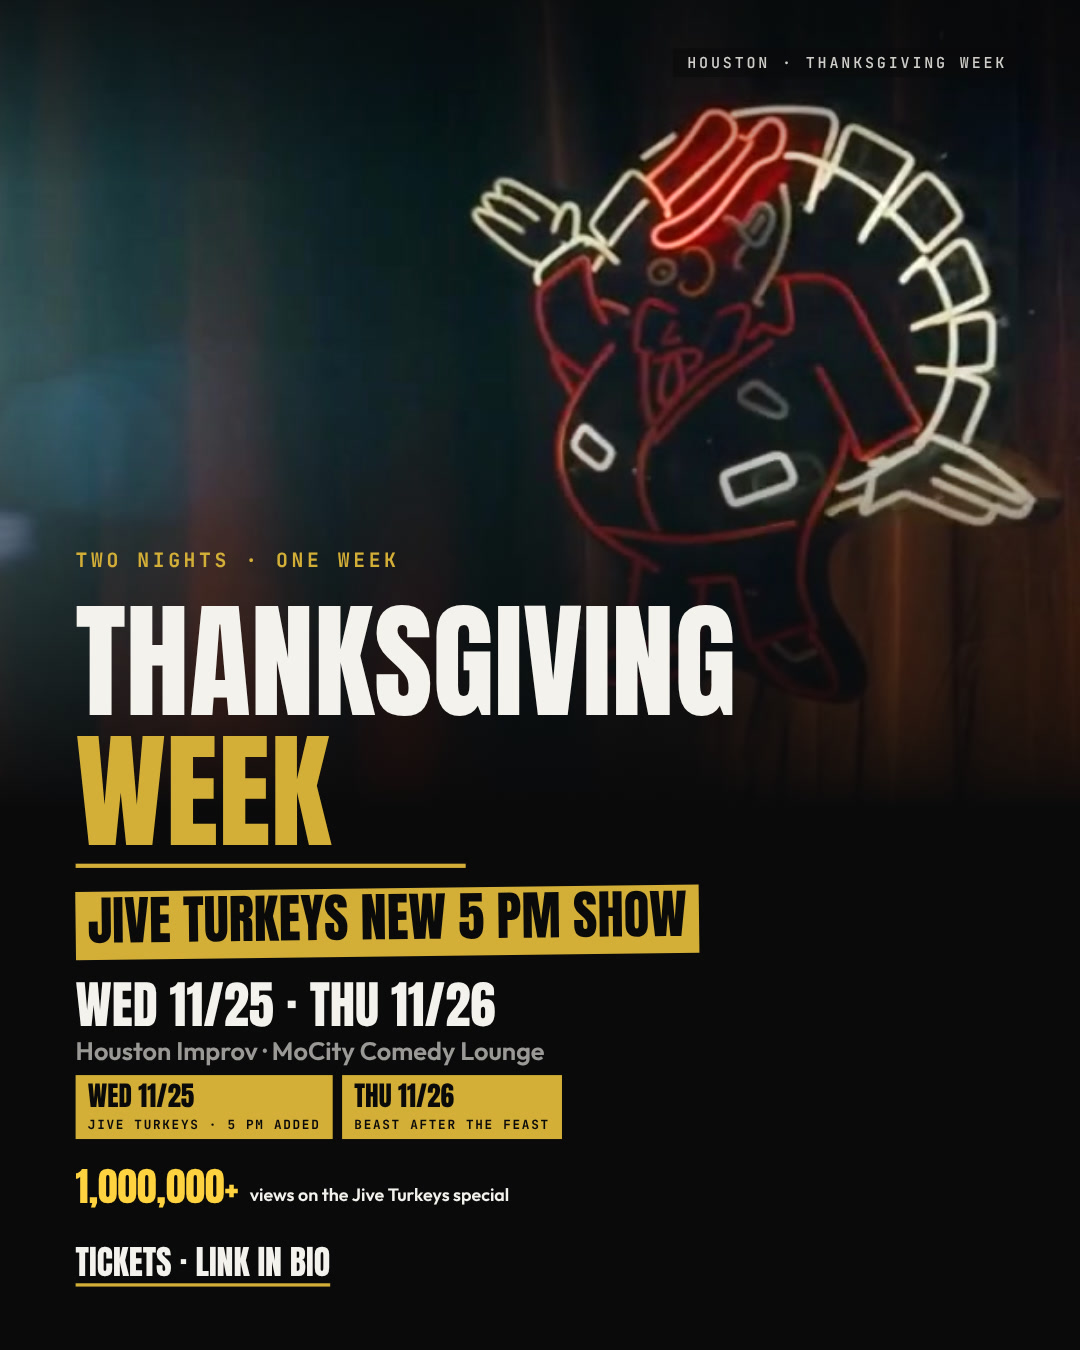 HOUSTON · THANKSGIVING WEEK
TWO NIGHTS · ONE WEEK
THANKSGIVING
WEEK
JIVE TURKEYS NEW 5 PM SHOW
WED 11/25 · THU 11/26
Houston Improv · MoCity Comedy Lounge
WED 11/25
JIVE TURKEYS · 5 PM ADDED
THU 11/26
BEAST AFTER THE FEAST
1,000,000+ views on the Jive Turkeys special
TICKETS · LINK IN BIO